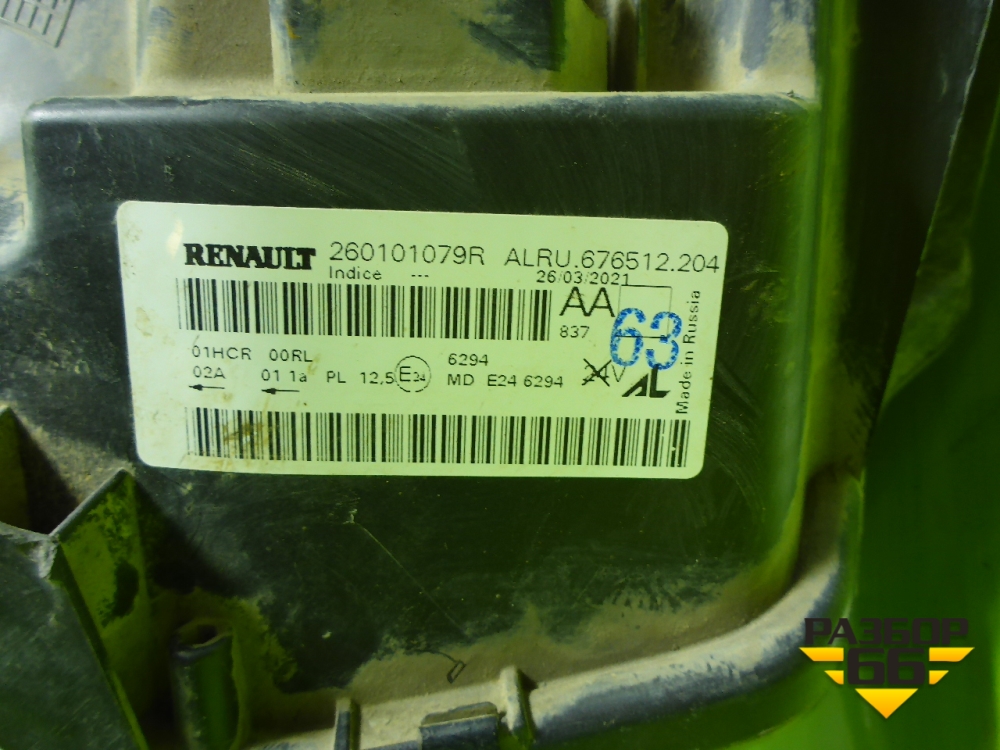 RENAULT 260101079R ALRU.676512.204
Indice --- 26/03/2021
AA
837
63
Made in Russia
01HCR 00RL 6294
02A 01 1a PL 12,5 E24 MD E24 6294 24V
AL
РАЗБОР
66